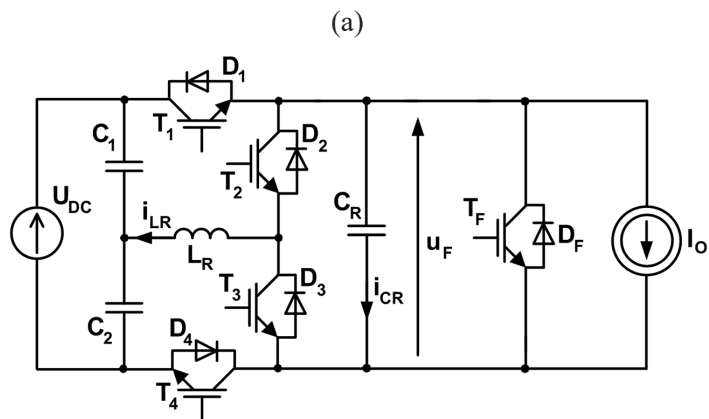 (a)
D1
T1
C1
D2
T2
UDC
iLR
LR
CR
uF
TF
DF
IO
T3
D3
iCR
C2
D4
T4